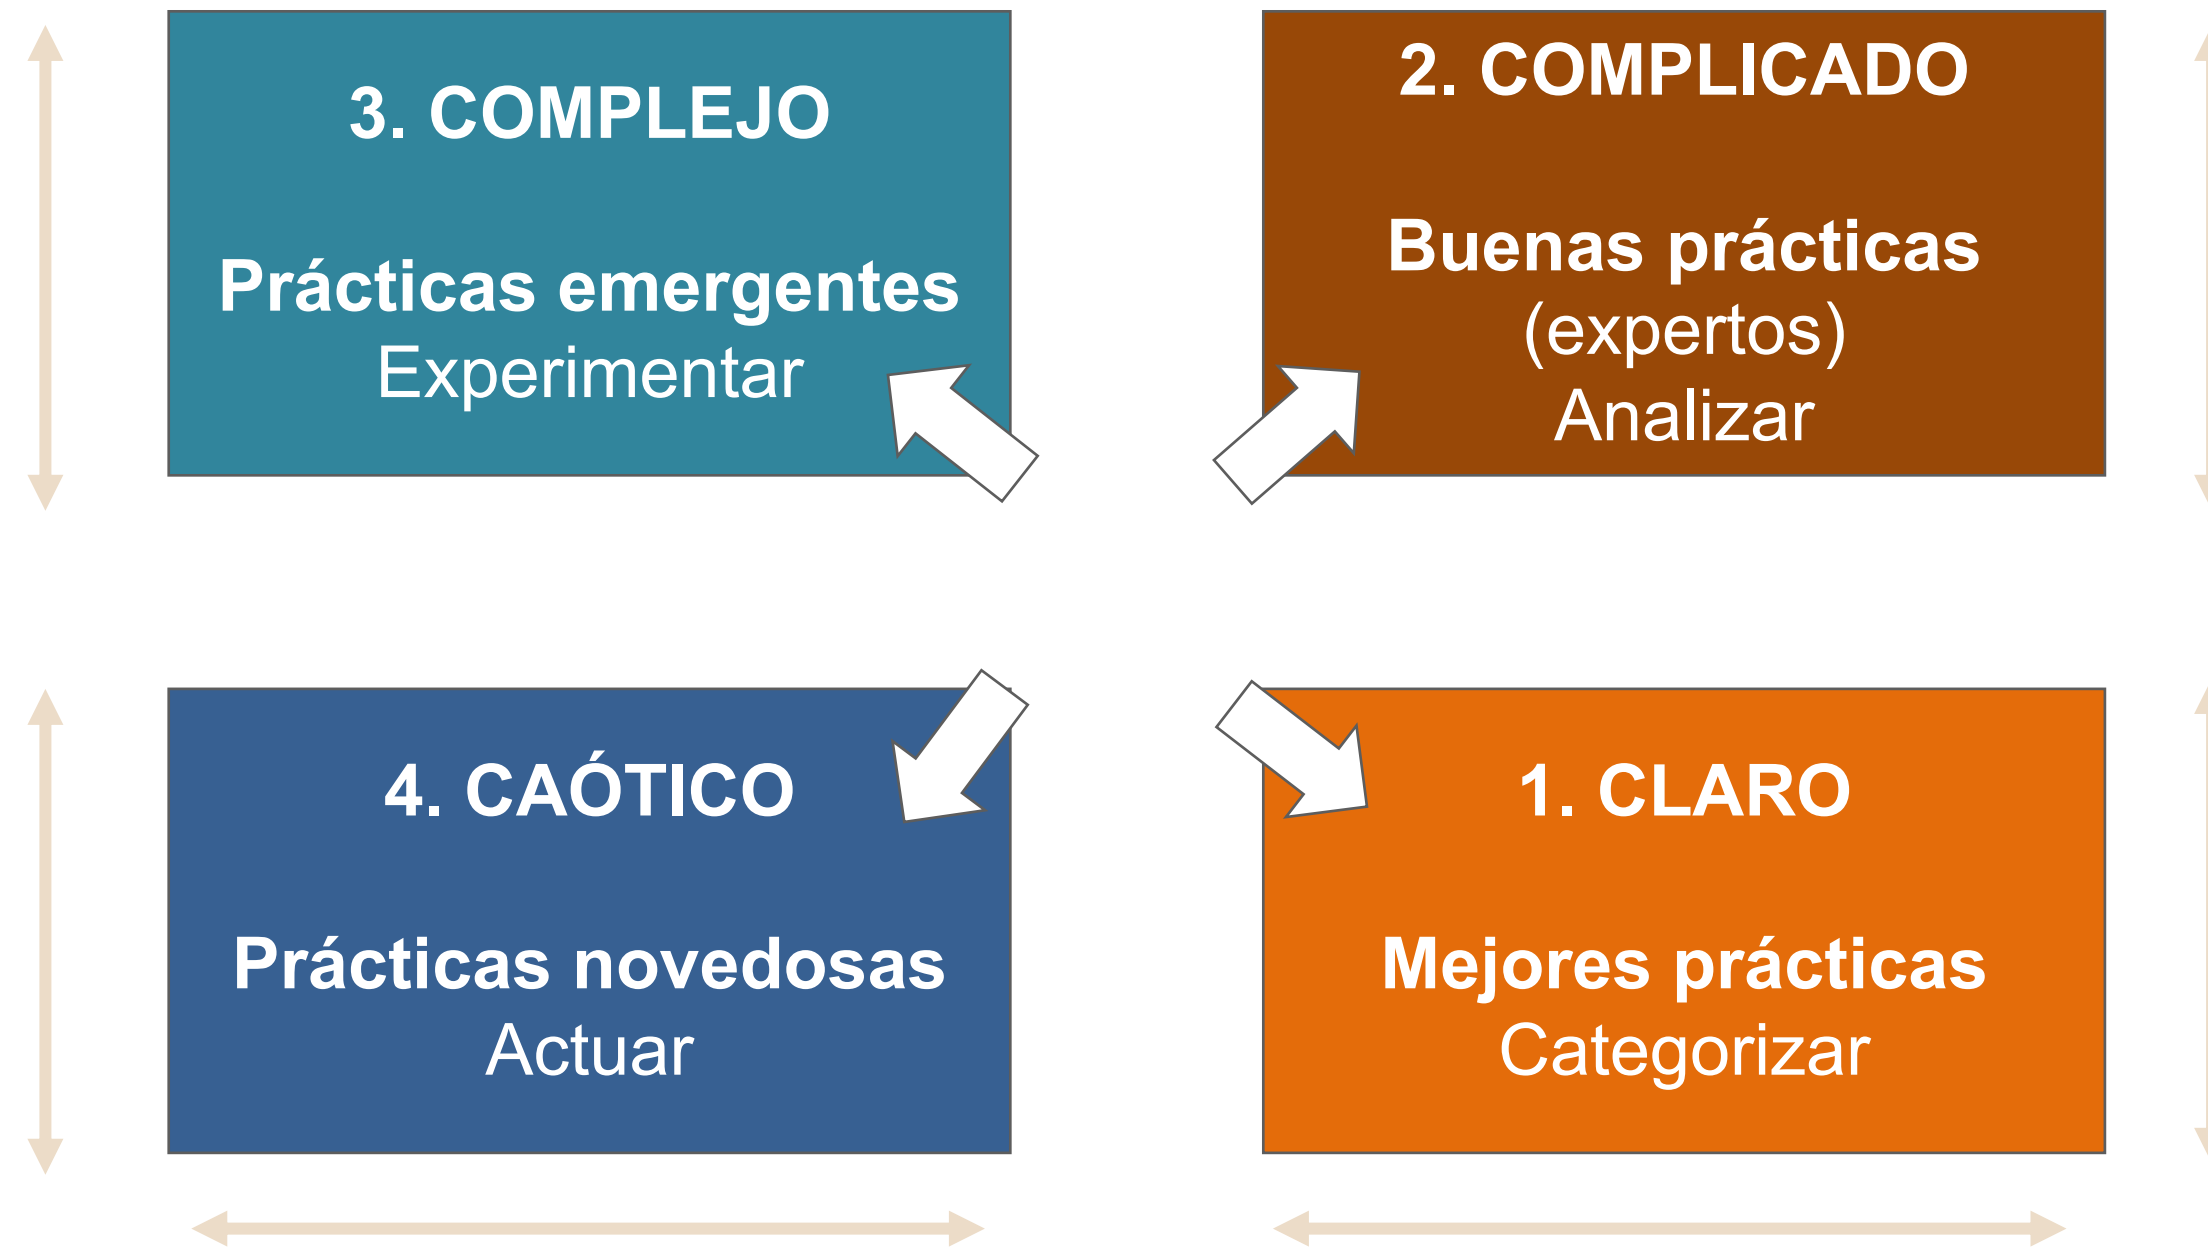 3. COMPLEJO
Prácticas emergentes
Experimentar
2. COMPLICADO
Buenas prácticas
(expertos)
Analizar
4. CAÓTICO
Prácticas novedosas
Actuar
1. CLARO
Mejores prácticas
Categorizar